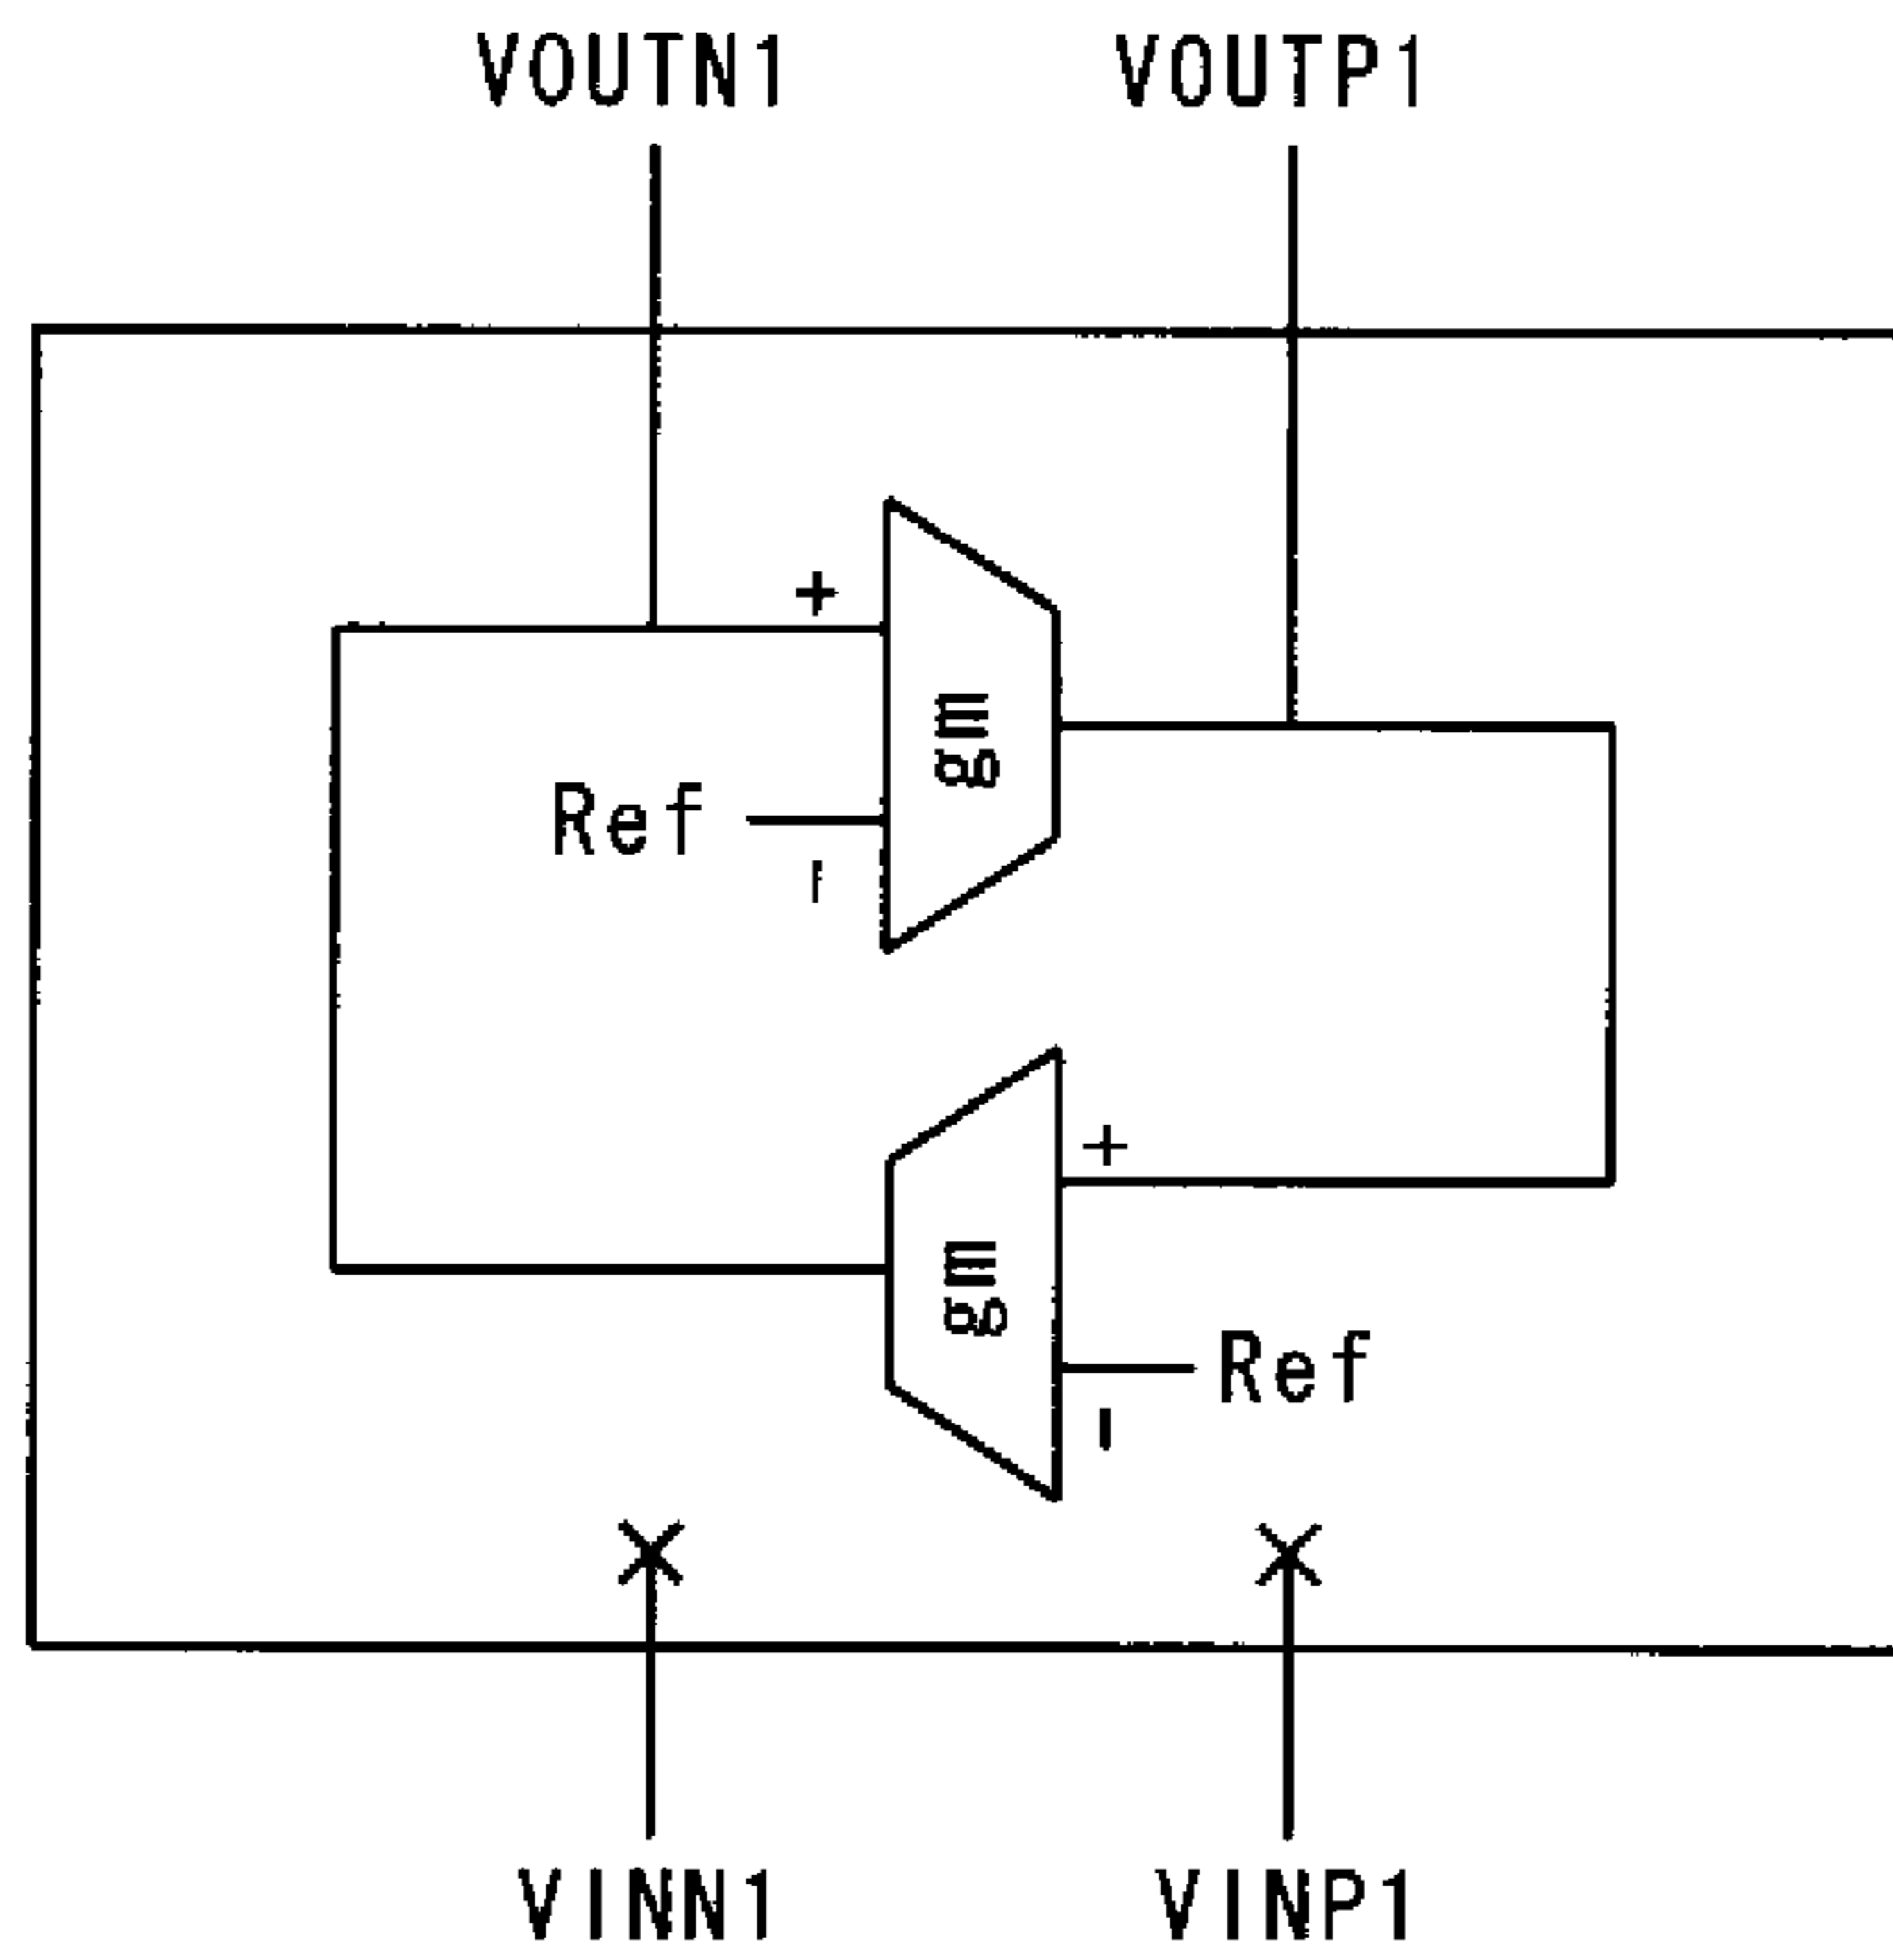 VOUTN1 VOUTP1
+
gm
Ref
-
+
gm
Ref
-
VINN1 VINP1